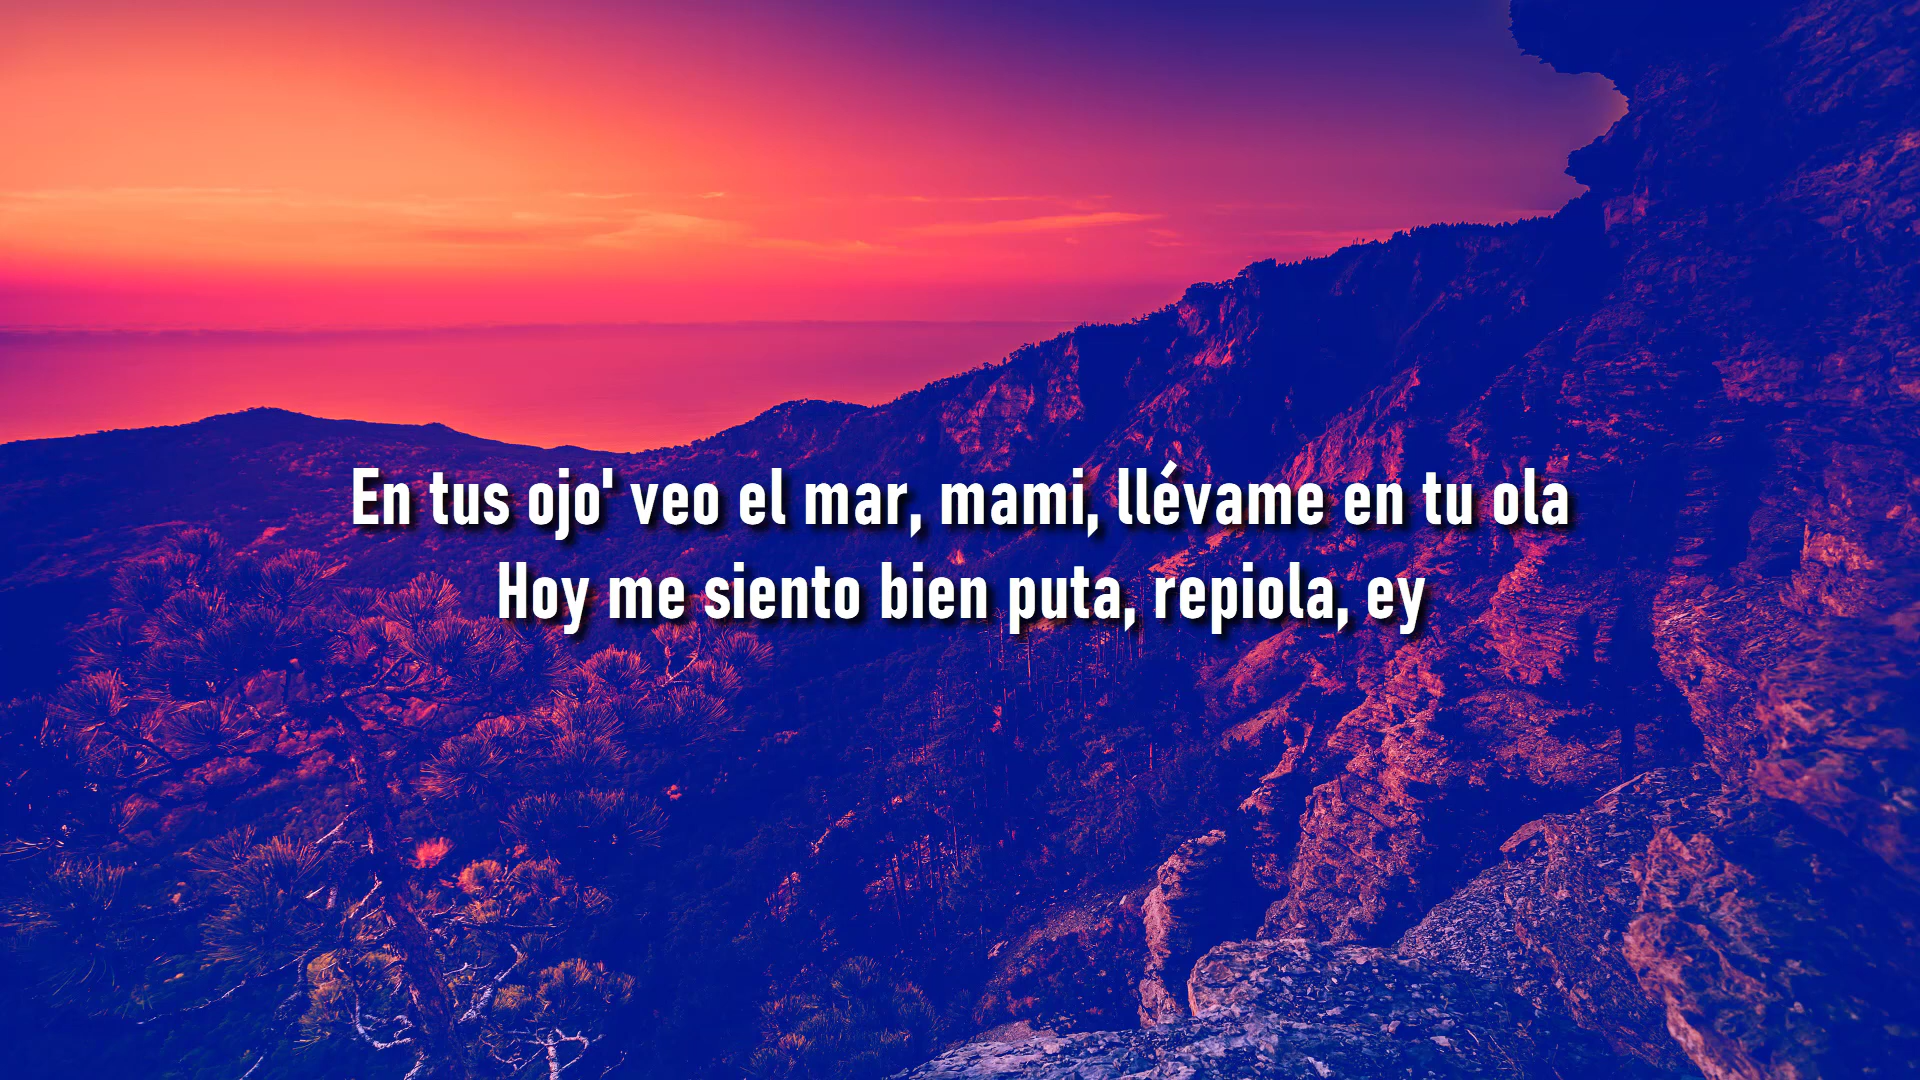 En tus ojo' veo el mar, mami, llévame en tu ola
Hoy me siento bien puta, repiola, ey